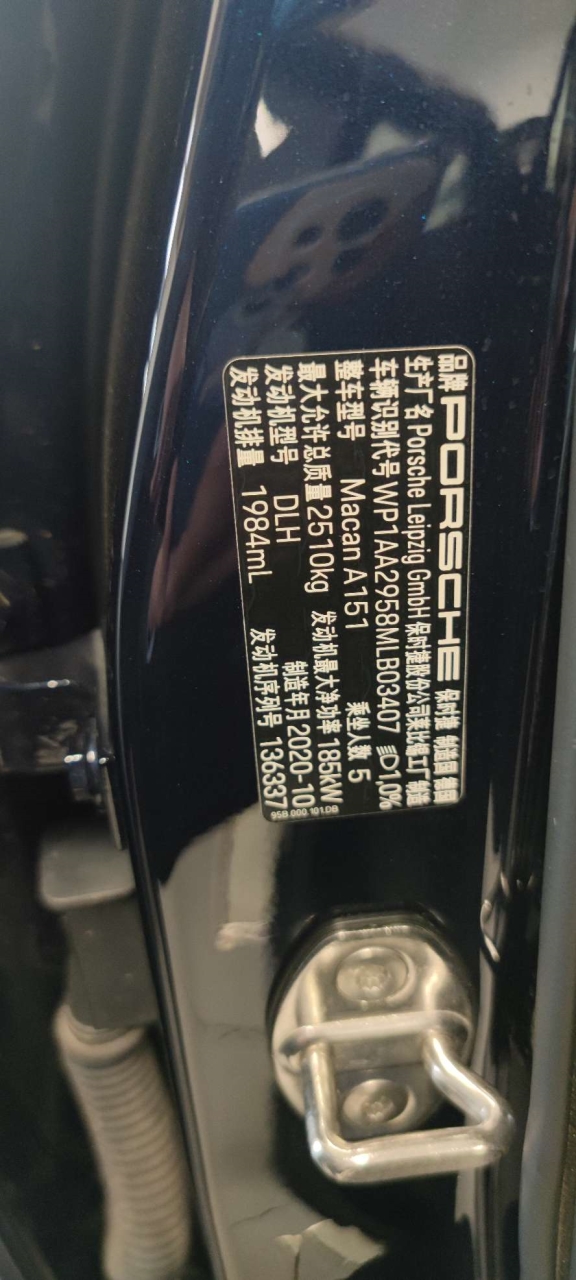 品牌 PORSCHE 保时捷 制造国 德国
生产厂名 Porsche Leipzig GmbH 保时捷股份公司莱比锡工厂制造
车辆识别代号 WP1AA2958MLB03407 1,0%
整车型号 Macan A151 乘坐人数 5
最大允许总质量 2510kg 发动机最大净功率 185kW
发动机型号 DLH 制造年月 2020-10
发动机排量 1984mL 发动机序列号 136337
95B.000.101.DB